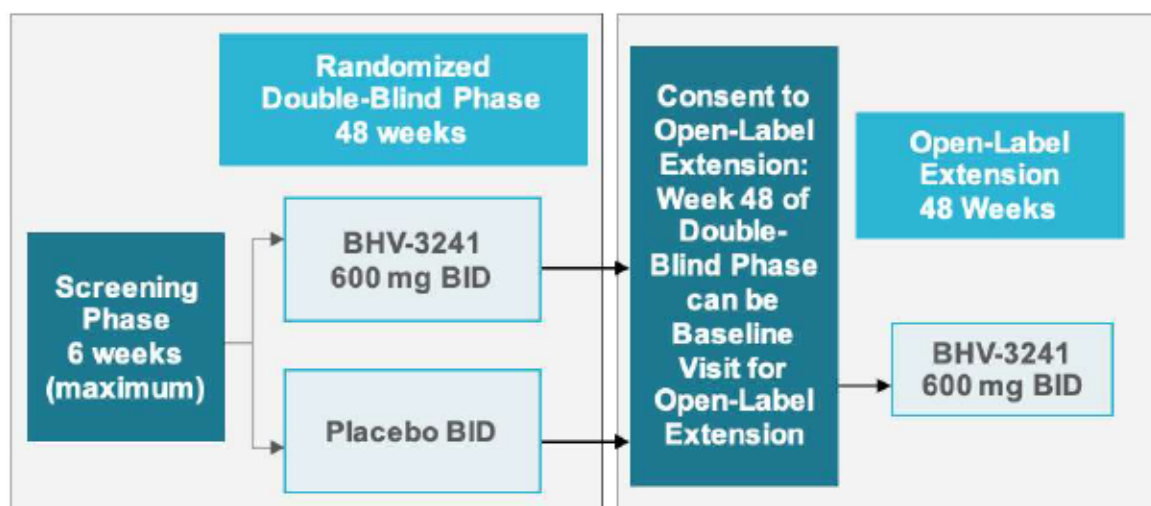 Randomized
Double-Blind Phase
48 weeks
Screening
Phase
6 weeks
(maximum)
BHV-3241
600 mg BID
Placebo BID
Consent to
Open-Label
Extension:
Week 48 of
Double-
Blind Phase
can be
Baseline
Visit for
Open-Label
Extension
Open-Label
Extension
48 Weeks
BHV-3241
600 mg BID